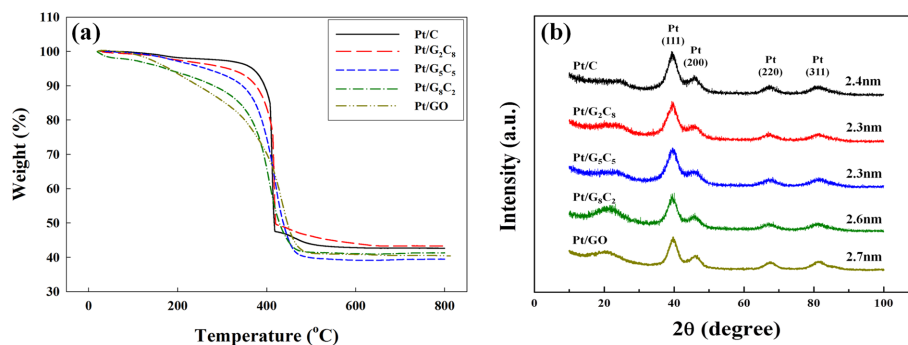 (a)
Weight (%)
110
100
90
80
70
60
50
40
30
0
200
400
600
800
Temperature (°C)
Pt/C
Pt/G₂C₈
Pt/G₅C₅
Pt/G₈C₂
Pt/GO
(b)
Intensity (a.u.)
Pt
(111)
Pt
(200)
Pt
(220)
Pt
(311)
Pt/C
2.4nm
Pt/G₂C₈
2.3nm
Pt/G₅C₅
2.3nm
Pt/G₈C₂
2.6nm
Pt/GO
2.7nm
0
20
40
60
80
100
2θ (degree)